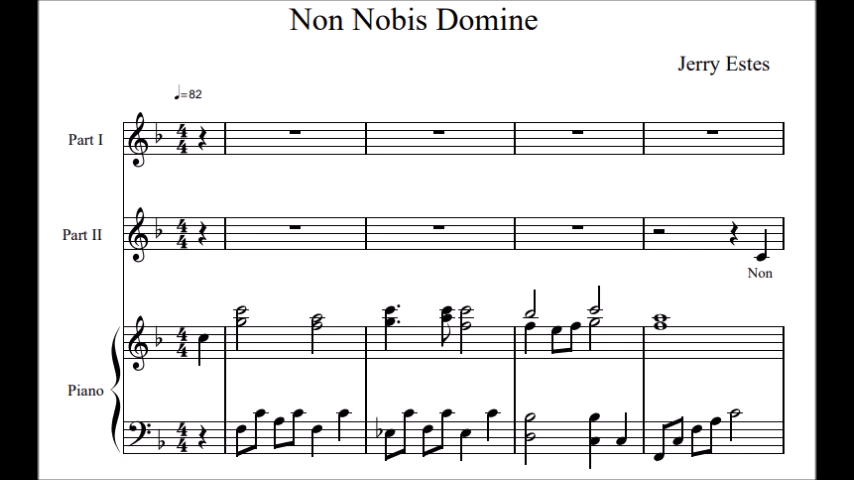 Non Nobis Domine
Jerry Estes
♩=82
Part I
Part II
Non
Piano